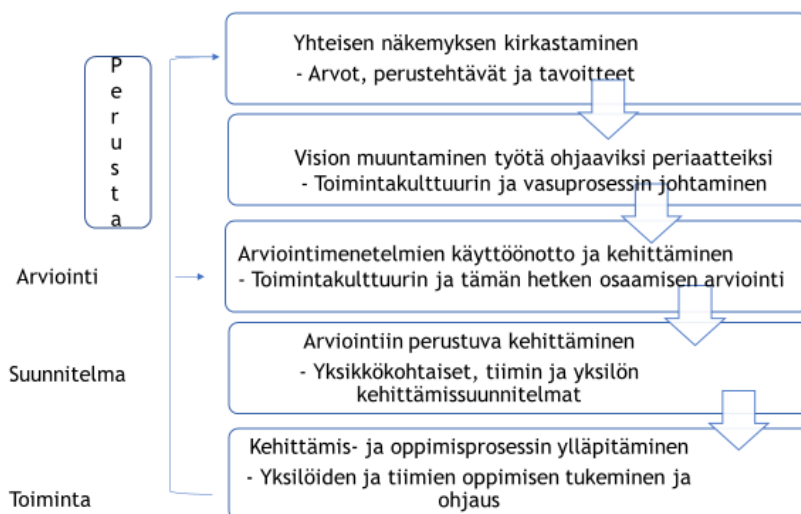 Perusta
Yhteisen näkemyksen kirkastaminen
- Arvot, perustehtävät ja tavoitteet
Vision muuntaminen työtä ohjaaviksi periaatteiksi
- Toimintakulttuurin ja vasuprosessin johtaminen
Arviointi
Arviointimenetelmien käyttöönotto ja kehittäminen
- Toimintakulttuurin ja tämän hetken osaamisen arviointi
Suunnitelma
Arviointiin perustuva kehittäminen
- Yksikkökohtaiset, tiimin ja yksilön
kehittämissuunnitelmat
Toiminta
Kehittämis- ja oppimisprosessin ylläpitäminen
- Yksilöiden ja tiimien oppimisen tukeminen ja
ohjaus